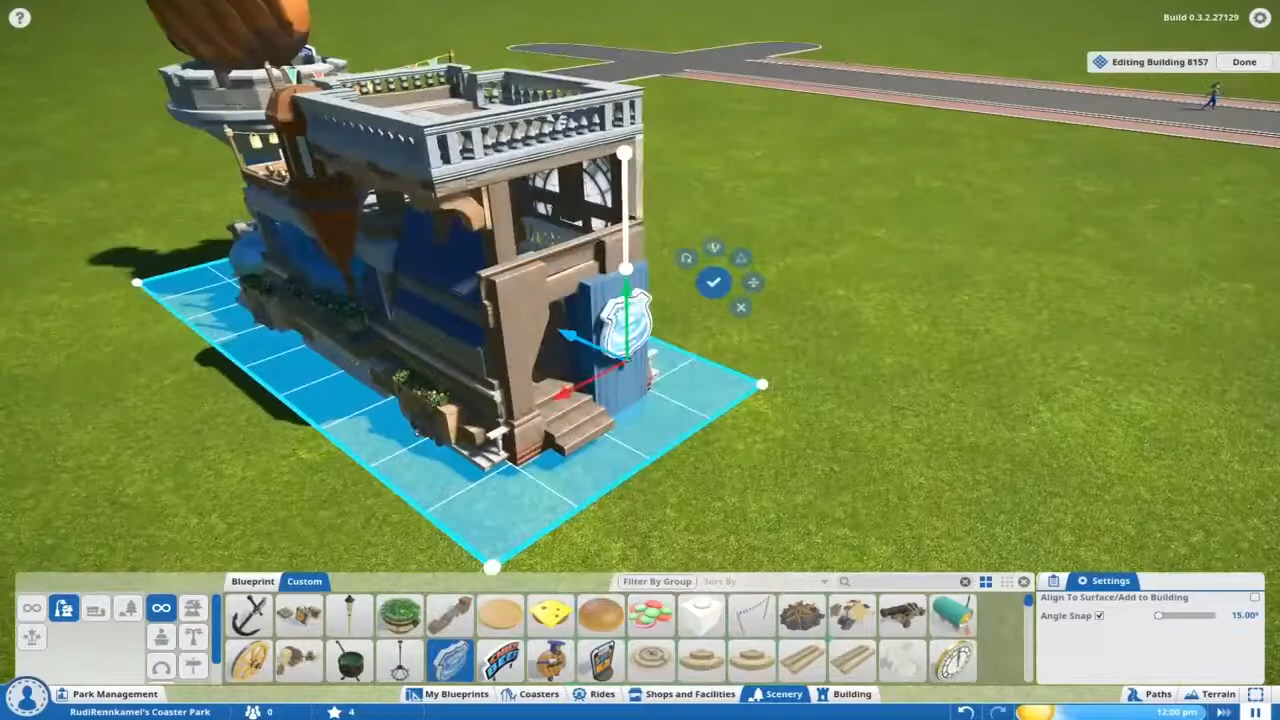 ?
Build 0.3.2.27129
Editing Building 8157
Done
Blueprint
Custom
Filter By Group
Sort By
Settings
Align To Surface/Add to Building
Angle Snap
15.00°
Park Management
My Blueprints
Coasters
Rides
Shops and Facilities
Scenery
Building
Paths
Terrain
RudiRennkamel's Coaster Park
0
4
12:00 pm